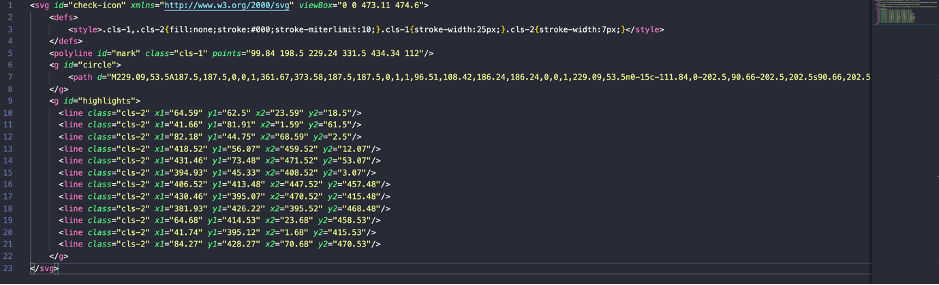 1 <svg id="check-icon" xmlns="http://www.w3.org/2000/svg" viewBox="0 0 473.11 474.6">
2 <defs>
3 <style>.cls-1,.cls-2{fill:none;stroke:#000;stroke-miterlimit:10;}.cls-1{stroke-width:25px;}.cls-2{stroke-width:7px;}</style>
4 </defs>
5 <polyline id="mark" class="cls-1" points="99.84 198.5 229.24 331.5 434.34 112"/>
6 <g id="circle">
7 <path d="M229.09,53.5A187.5,187.5,0,0,1,361.67,373.58,187.5,187.5,0,1,1,96.51,108.42,186.24,186.24,0,0,1,229.09,53.5m0-15c-111.84,0-202.5,90.66-202.5,202.5s90.66,202.5
8 </g>
9 <g id="highlights">
10 <line class="cls-2" x1="64.59" y1="62.5" x2="23.59" y2="18.5"/>
11 <line class="cls-2" x1="41.66" y1="81.91" x2="1.59" y2="61.5"/>
12 <line class="cls-2" x1="82.18" y1="44.75" x2="68.59" y2="2.5"/>
13 <line class="cls-2" x1="418.52" y1="56.07" x2="459.52" y2="12.07"/>
14 <line class="cls-2" x1="431.46" y1="73.48" x2="471.52" y2="53.07"/>
15 <line class="cls-2" x1="394.93" y1="45.33" x2="408.52" y2="3.07"/>
16 <line class="cls-2" x1="406.52" y1="413.48" x2="447.52" y2="457.48"/>
17 <line class="cls-2" x1="430.46" y1="395.07" x2="470.52" y2="415.48"/>
18 <line class="cls-2" x1="381.93" y1="426.22" x2="395.52" y2="468.48"/>
19 <line class="cls-2" x1="64.68" y1="414.53" x2="23.68" y2="458.53"/>
20 <line class="cls-2" x1="41.74" y1="395.12" x2="1.68" y2="415.53"/>
21 <line class="cls-2" x1="84.27" y1="428.27" x2="70.68" y2="470.53"/>
22 </g>
23 </svg>